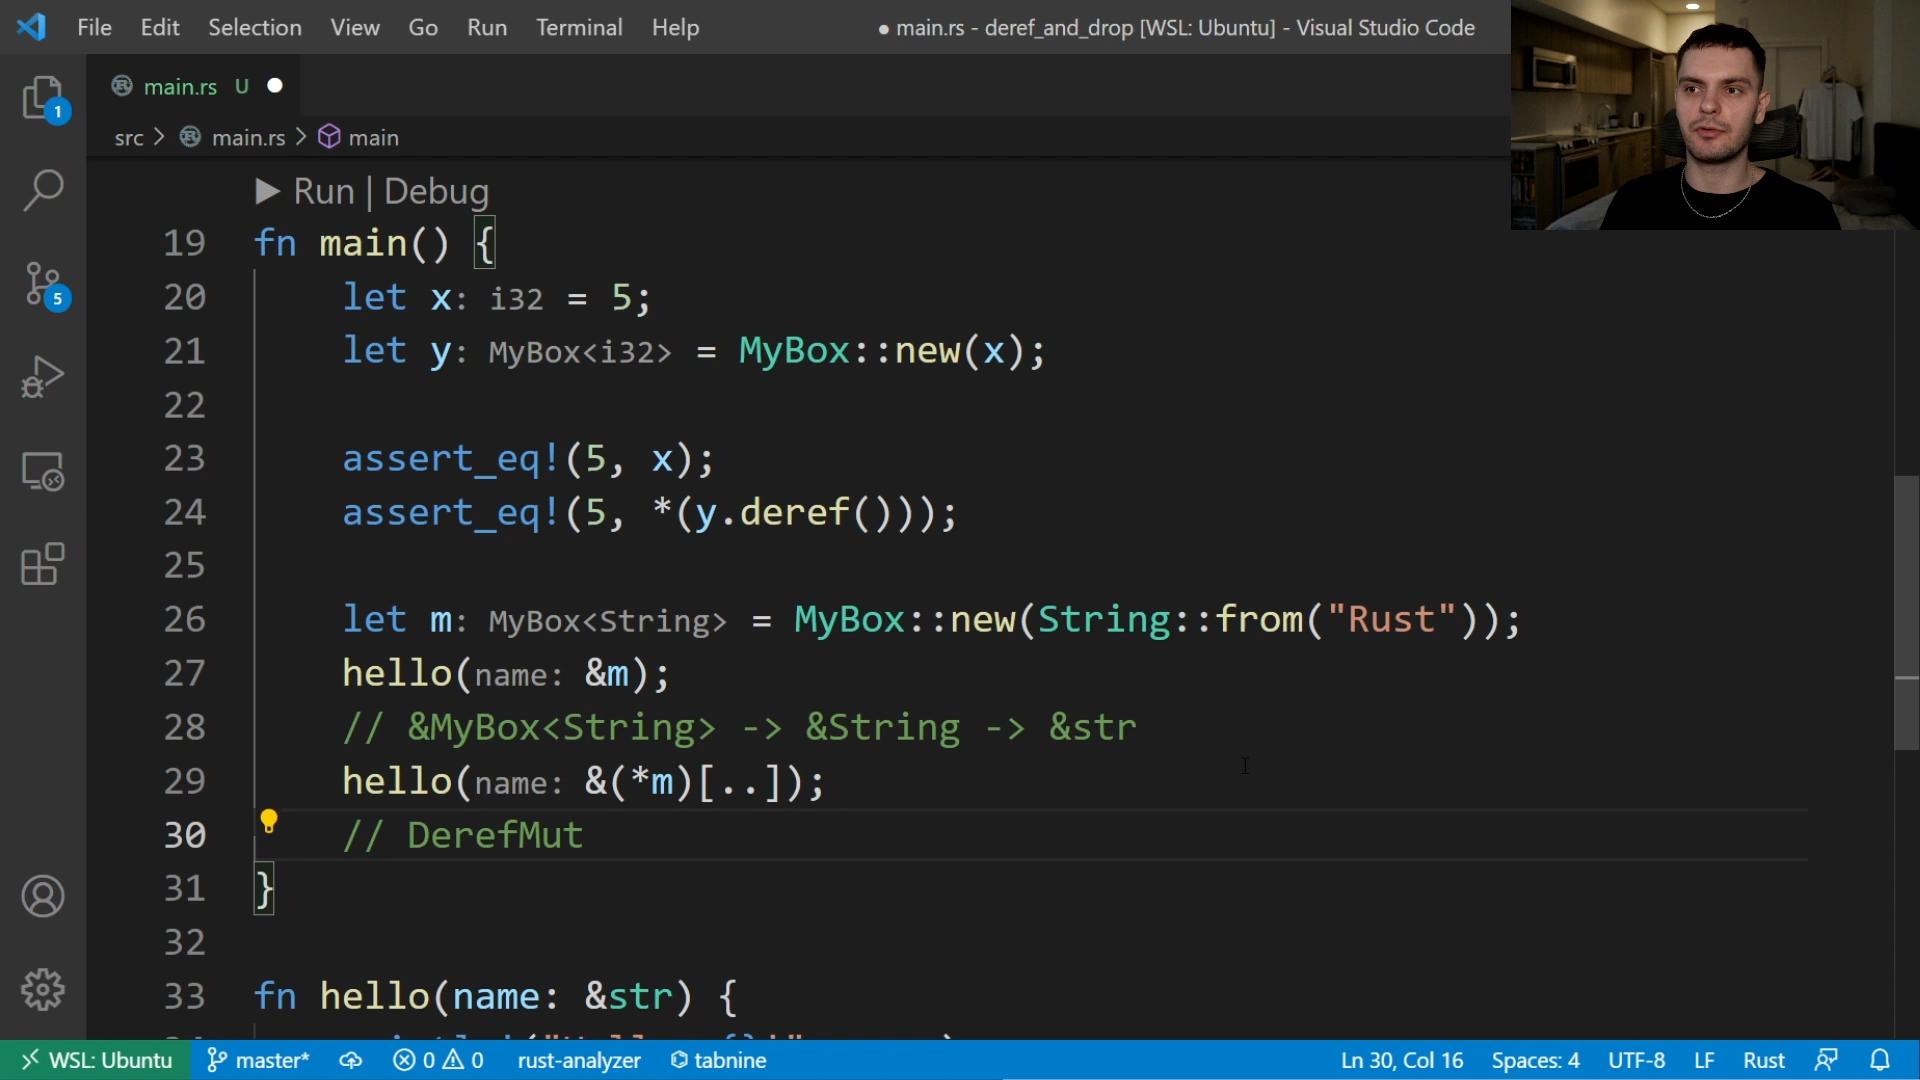 File Edit Selection View Go Run Terminal Help
● main.rs - deref_and_drop [WSL: Ubuntu] - Visual Studio Code
main.rs U ●
src > main.rs > main
1
5
▶ Run | Debug
19 fn main() {
20 let x: i32 = 5;
21 let y: MyBox<i32> = MyBox::new(x);
22
23 assert_eq!(5, x);
24 assert_eq!(5, *(y.deref()));
25
26 let m: MyBox<String> = MyBox::new(String::from("Rust"));
27 hello(name: &m);
28 // &MyBox<String> -> &String -> &str
29 hello(name: &(*m)[..]);
30 // DerefMut
31 }
32
33 fn hello(name: &str) {
WSL: Ubuntu master* 0 0 rust-analyzer tabnine Ln 30, Col 16 Spaces: 4 UTF-8 LF Rust